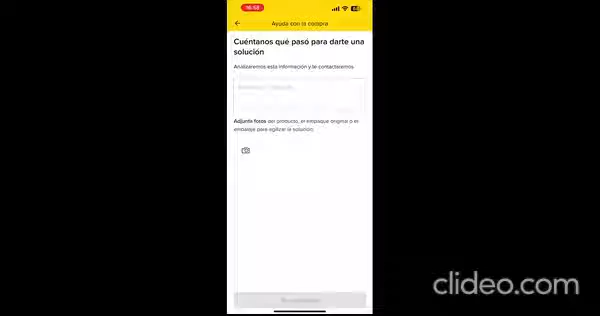 16:58
Ayuda con la compra
Cuéntanos qué pasó para darte una
solución
Analizaremos esta información y te contactaremos
Adjunta fotos del producto, el empaque original o el
embalaje para agilizar la solución:
clideo.com